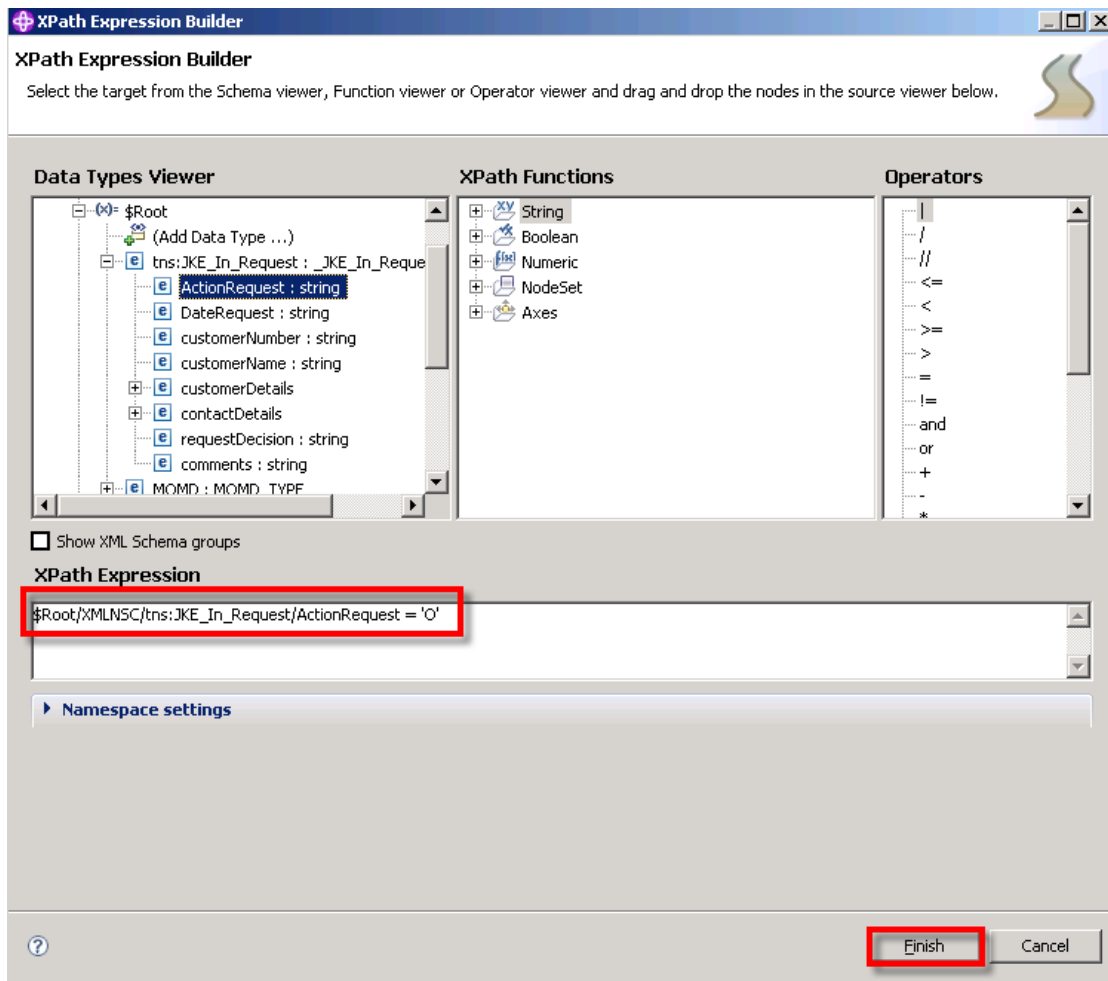 XPath Expression Builder
XPath Expression Builder
Select the target from the Schema viewer, Function viewer or Operator viewer and drag and drop the nodes in the source viewer below.
Data Types Viewer
$Root
(Add Data Type ...)
tns:JKE_In_Request : _JKE_In_Reque
ActionRequest : string
DateRequest : string
customerNumber : string
customerName : string
customerDetails
contactDetails
requestDecision : string
comments : string
MOMD : MOMD_TYPE
XPath Functions
String
Boolean
Numeric
NodeSet
Axes
Operators
|
/
//
<=
<
>=
>
=
!=
and
or
+
-
*
Show XML Schema groups
XPath Expression
$Root/XMLNSC/tns:JKE_In_Request/ActionRequest = 'O'
Namespace settings
Finish
Cancel